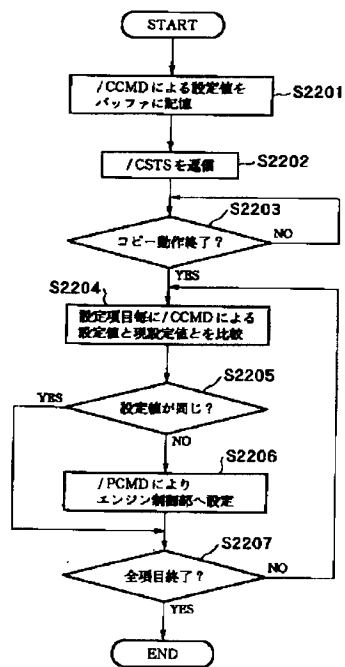 START
/CCMDによる設定値を
バッファに記憶
S2201
/CSTSを返信
S2202
S2203
コピー動作終了?
NO
YES
S2204
設定項目毎に/CCMDによる
設定値と現設定値とを比較
S2205
YES
設定値が同じ?
NO
S2206
/PCMDにより
エンジン制御部へ設定
S2207
全項目終了?
NO
YES
END